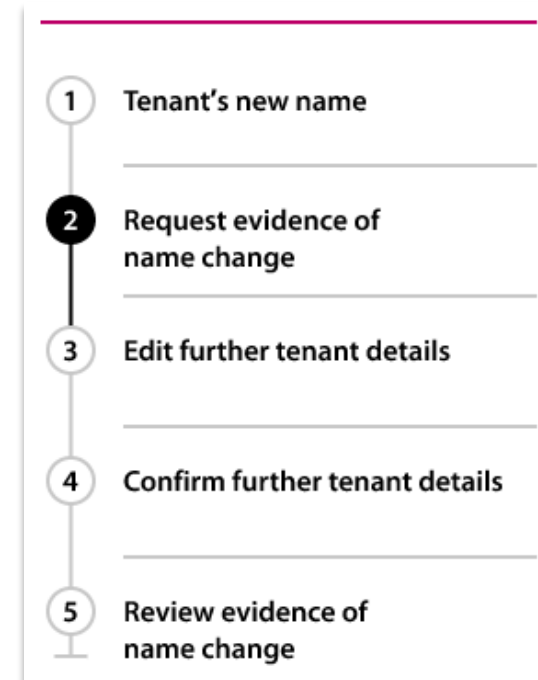 1 Tenant's new name
2 Request evidence of
name change
3 Edit further tenant details
4 Confirm further tenant details
5 Review evidence of
name change